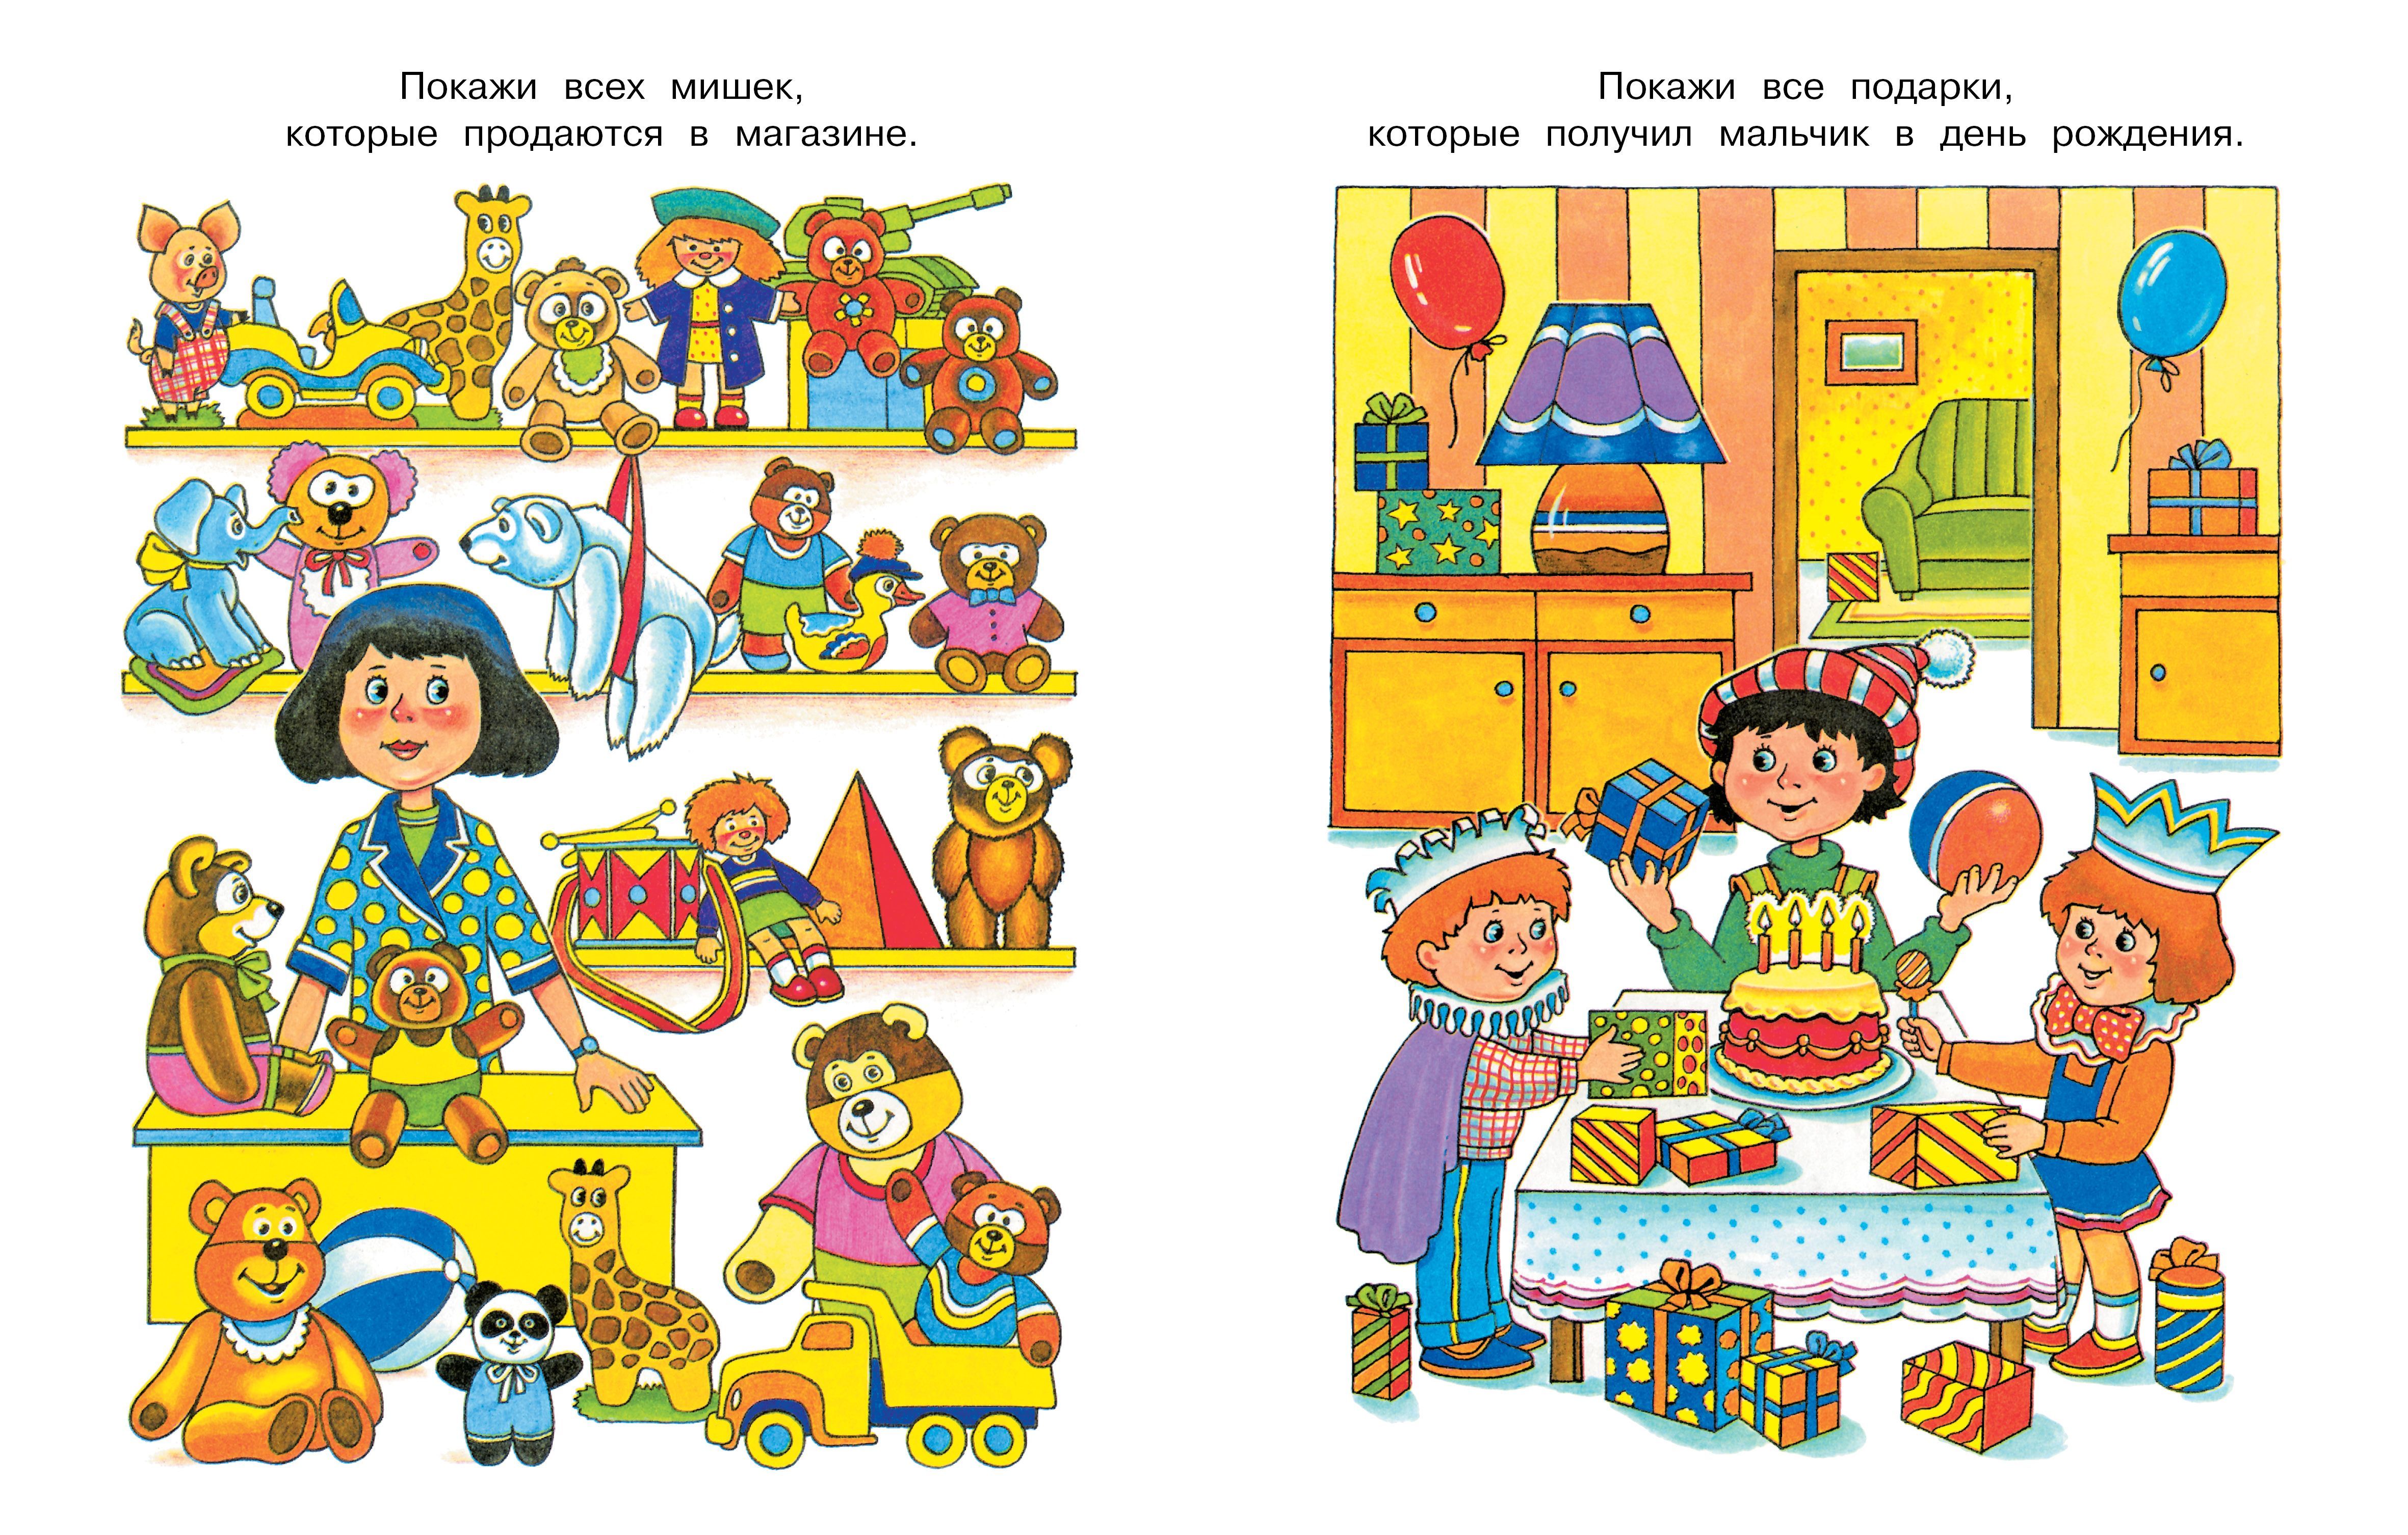 Покажи всех мишек,
которые продаются в магазине.
Покажи все подарки,
которые получил мальчик в день рождения.